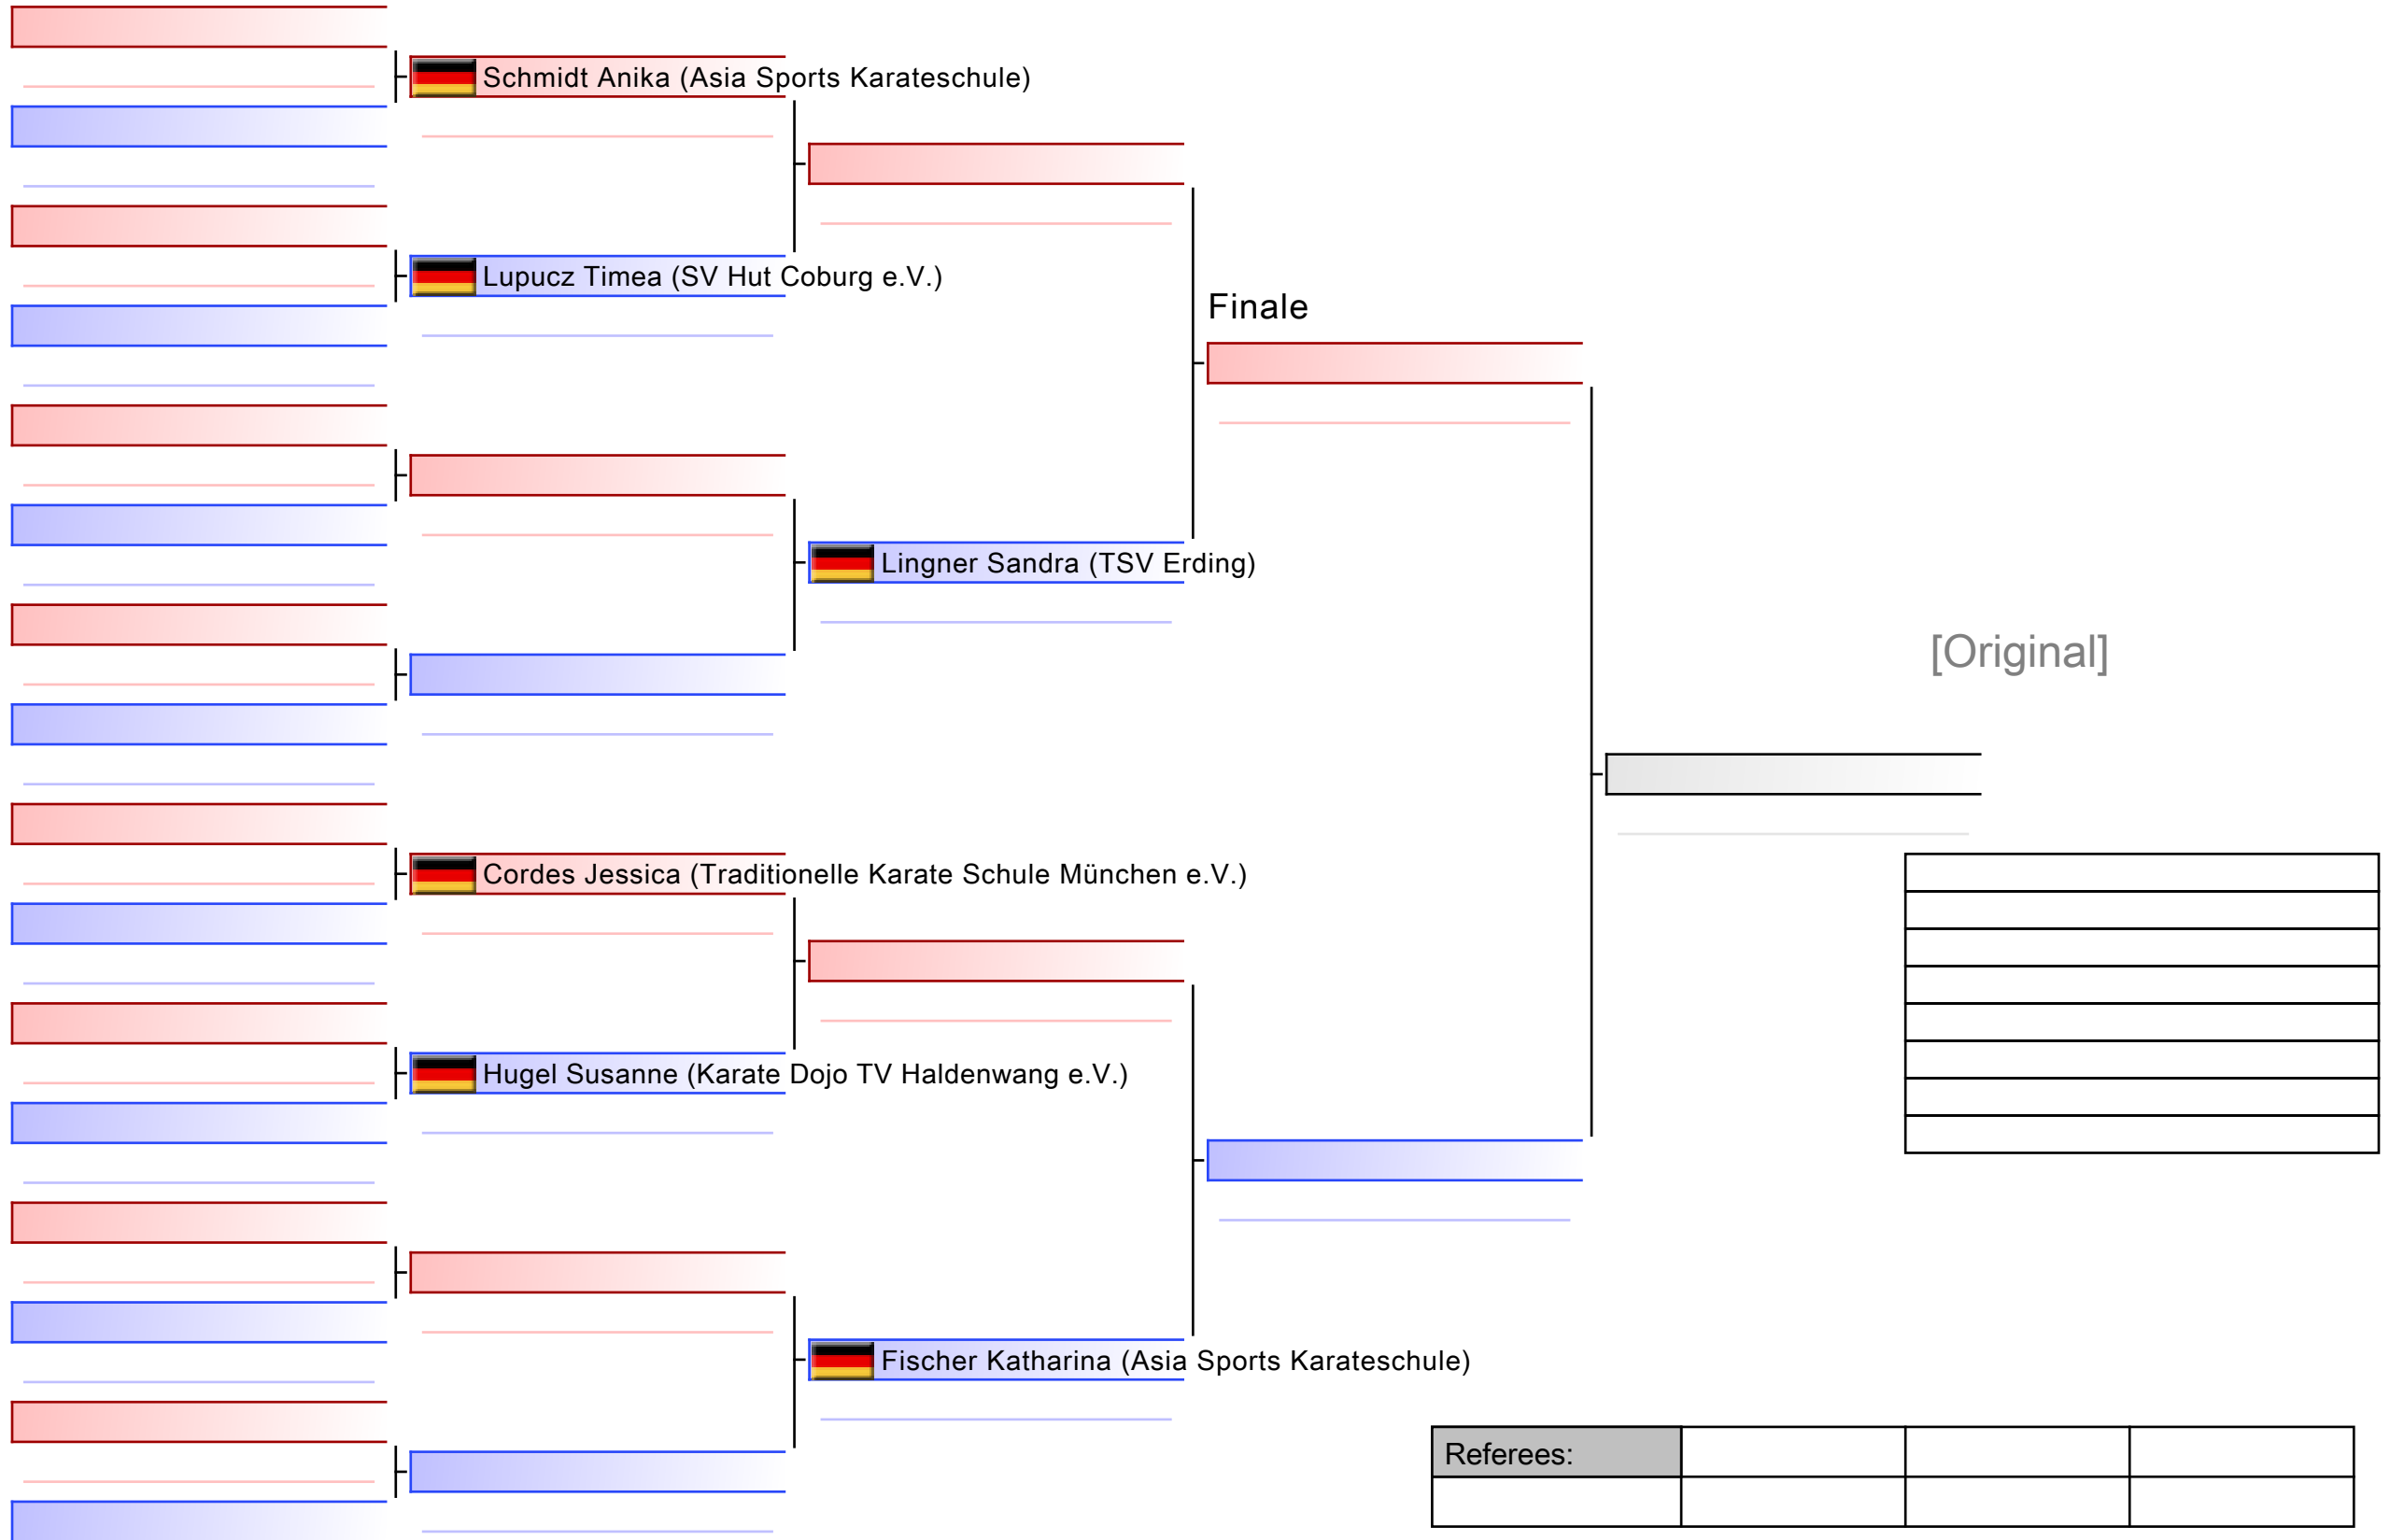 Schmidt Anika (Asia Sports Karateschule)
Lupucz Timea (SV Hut Coburg e.V.)
Finale
Lingner Sandra (TSV Erding)
[Original]
Cordes Jessica (Traditionelle Karate Schule München e.V.)
Hugel Susanne (Karate Dojo TV Haldenwang e.V.)
Fischer Katharina (Asia Sports Karateschule)
Referees: